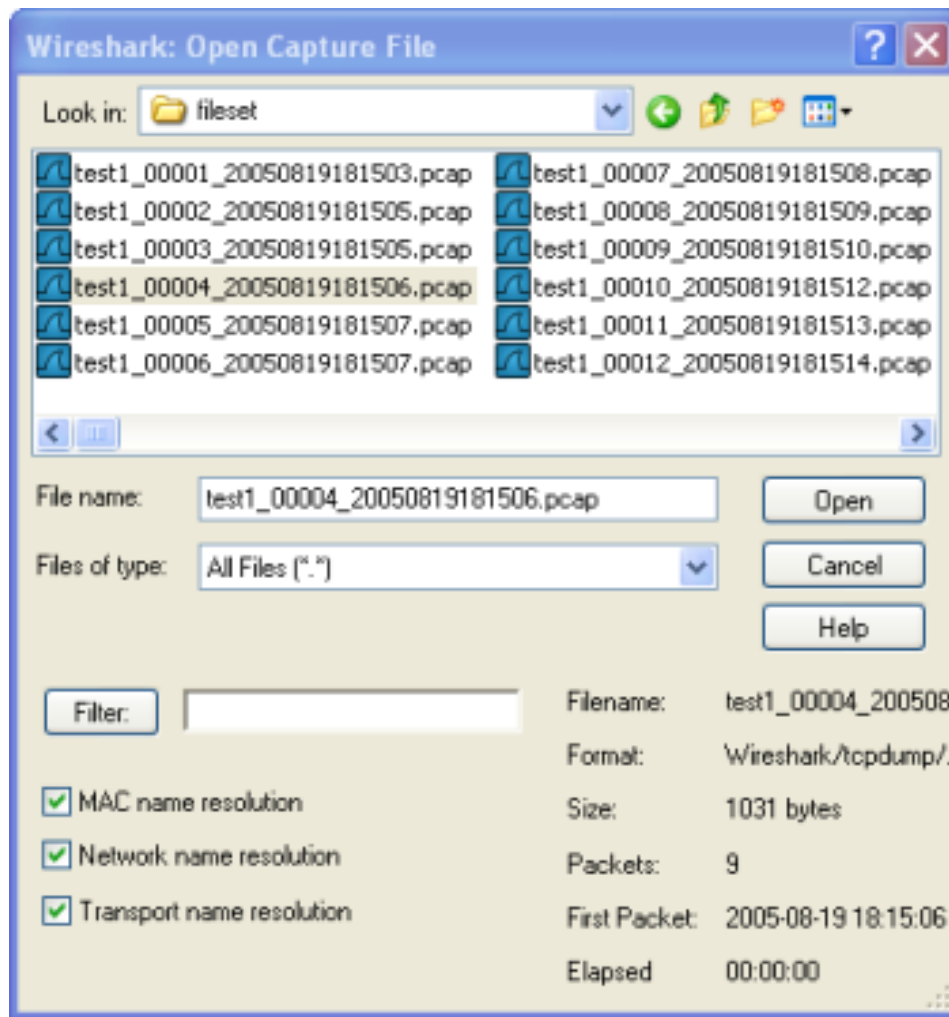 Wireshark: Open Capture File
Look in: fileset
test1_00001_20050819181503.pcap
test1_00002_20050819181505.pcap
test1_00003_20050819181505.pcap
test1_00004_20050819181506.pcap
test1_00005_20050819181507.pcap
test1_00006_20050819181507.pcap
test1_00007_20050819181508.pcap
test1_00008_20050819181509.pcap
test1_00009_20050819181510.pcap
test1_00010_20050819181512.pcap
test1_00011_20050819181513.pcap
test1_00012_20050819181514.pcap
File name: test1_00004_20050819181506.pcap
Open
Files of type: All Files (*.*)
Cancel
Help
Filter:
MAC name resolution
Network name resolution
Transport name resolution
Filename: test1_00004_200508
Format: Wireshark/tcpdump/.
Size: 1031 bytes
Packets: 9
First Packet: 2005-08-19 18:15:06
Elapsed 00:00:00